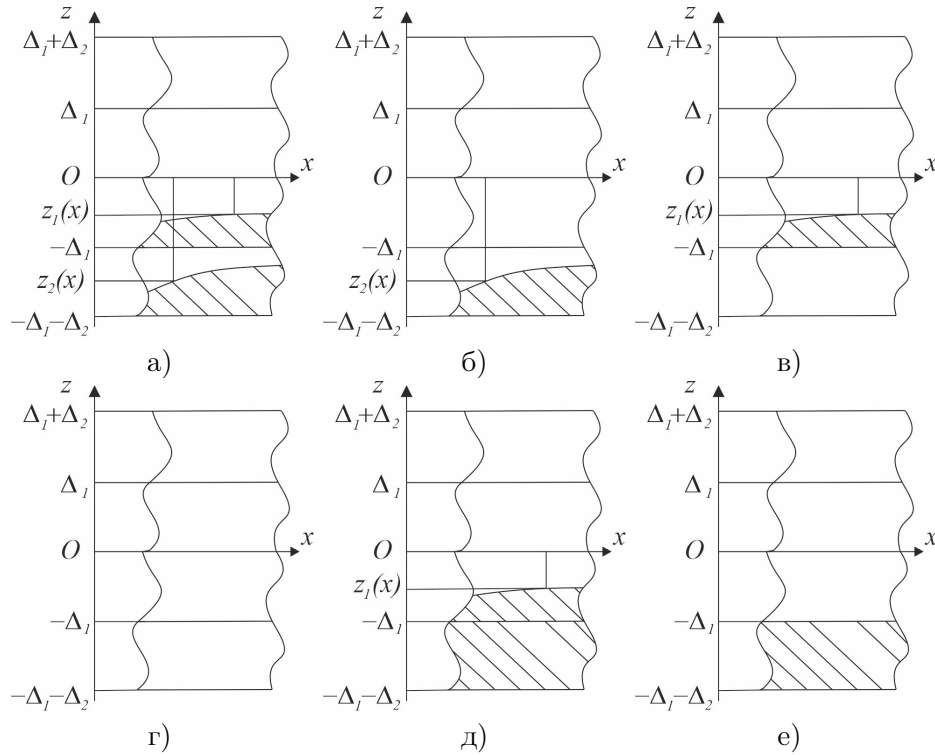 z z z
Δ₁+Δ₂ Δ₁+Δ₂ Δ₁+Δ₂
Δ₁ Δ₁ Δ₁
O x O x O x
z₁(x) z₁(x)
−Δ₁ −Δ₁ −Δ₁
z₂(x) z₂(x)
−Δ₁−Δ₂ −Δ₁−Δ₂ −Δ₁−Δ₂
а) б) в)
z z z
Δ₁+Δ₂ Δ₁+Δ₂ Δ₁+Δ₂
Δ₁ Δ₁ Δ₁
O x O x O x
z₁(x)
−Δ₁ −Δ₁ −Δ₁
−Δ₁−Δ₂ −Δ₁−Δ₂ −Δ₁−Δ₂
г) д) е)